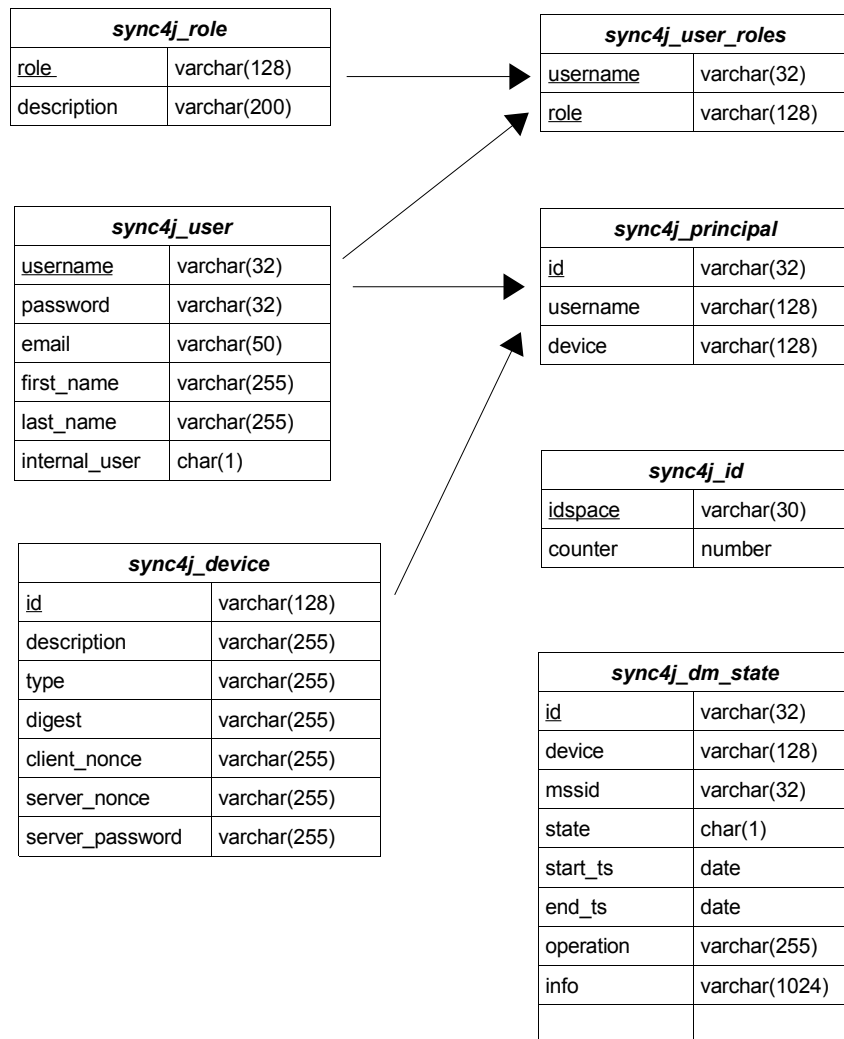 sync4j_role
role varchar(128)
description varchar(200)
sync4j_user_roles
username varchar(32)
role varchar(128)
sync4j_user
username varchar(32)
password varchar(32)
email varchar(50)
first_name varchar(255)
last_name varchar(255)
internal_user char(1)
sync4j_principal
id varchar(32)
username varchar(128)
device varchar(128)
sync4j_id
idspace varchar(30)
counter number
sync4j_device
id varchar(128)
description varchar(255)
type varchar(255)
digest varchar(255)
client_nonce varchar(255)
server_nonce varchar(255)
server_password varchar(255)
sync4j_dm_state
id varchar(32)
device varchar(128)
mssid varchar(32)
state char(1)
start_ts date
end_ts date
operation varchar(255)
info varchar(1024)